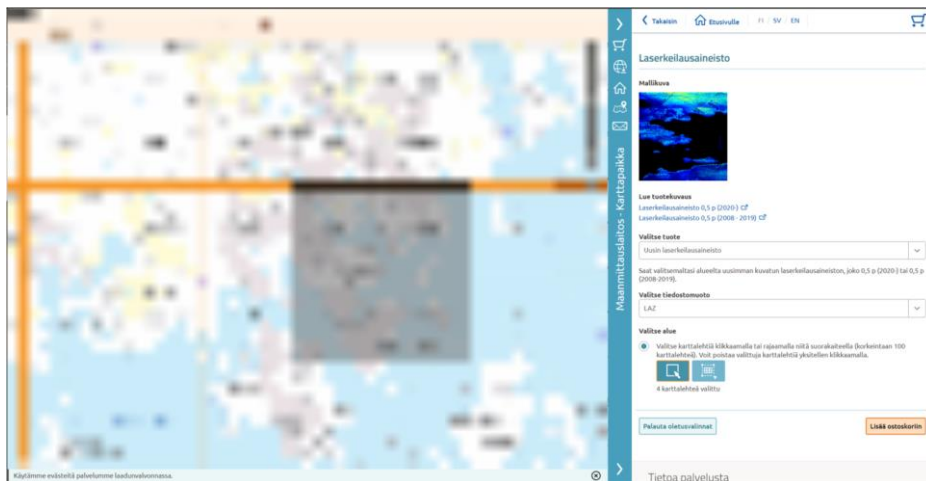 Takaisin
Etusivulle
FI / SV / EN
Laserkeilausaineisto
Mallikuva
Lue tuotekuvaus
Laserkeilausaineisto 0,5 p (2020-)
Laserkeilausaineisto 0,5 p (2008 - 2019)
Valitse tuote
Uusin laserkeilausaineisto
Saat valitsemaltasi alueelta uusimman kuvatun laserkeilausaineiston, joko 0,5 p (2020-) tai 0,5 p
(2008-2019).
Valitse tiedostomuoto
LAZ
Valitse alue
Valitse karttalehtiä klikkaamalla tai rajaamalla niitä suorakaiteella (korkeintaan 100
karttalehteä). Voit poistaa valittuja karttalehtiä yksitellen klikkaamalla.
4 karttalehteä valittu
Palauta oletusvalinnat
Lisää ostoskoriin
Tietoa palvelusta
Maanmittauslaitos - Karttapaikka
Käytämme evästeitä palvelumme laadunvalvonnassa.